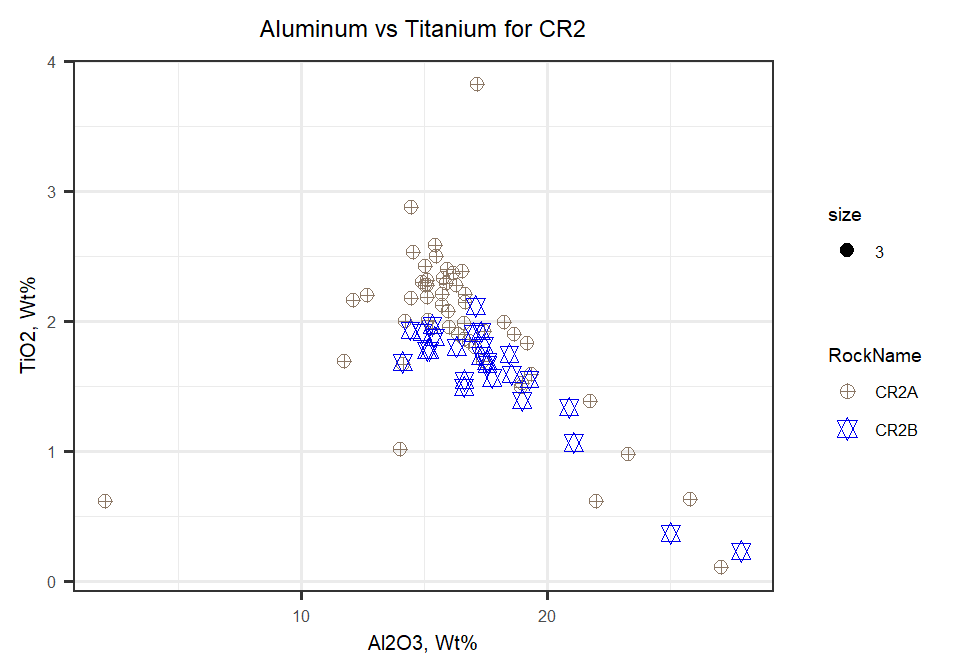 Aluminum vs Titanium for CR2
TiO2, Wt%
4
3
2
1
0
10
20
Al2O3, Wt%
size
3
RockName
CR2A
CR2B